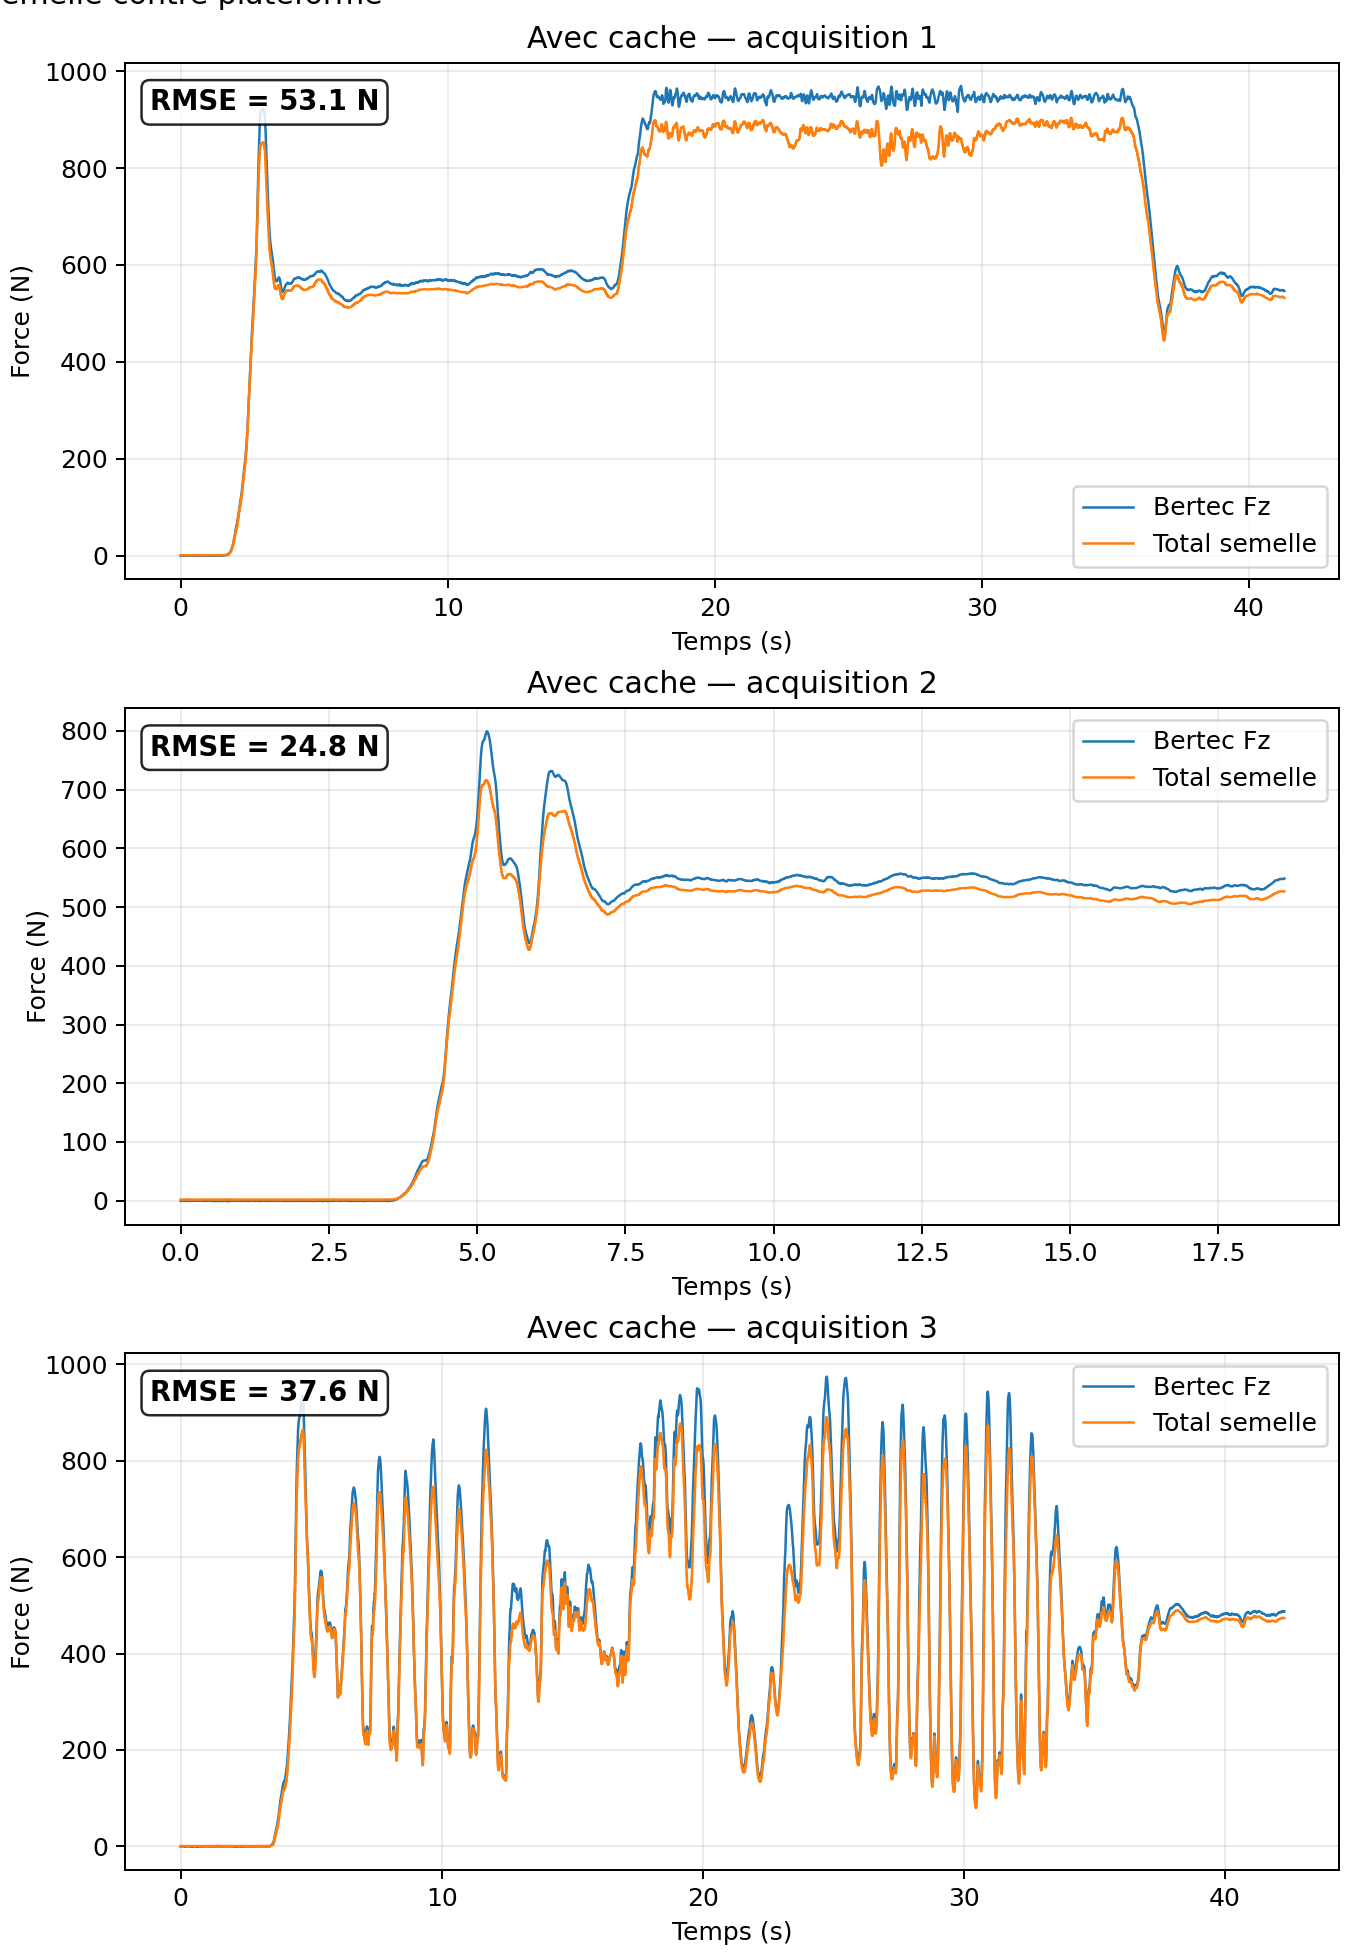 emelle contre plateforme
Avec cache — acquisition 1
RMSE = 53.1 N
1000
800
600
400
200
0
Force (N)
Bertec Fz
Total semelle
0 10 20 30 40
Temps (s)
Avec cache — acquisition 2
RMSE = 24.8 N
800
700
600
500
400
300
200
100
0
Force (N)
Bertec Fz
Total semelle
0.0 2.5 5.0 7.5 10.0 12.5 15.0 17.5
Temps (s)
Avec cache — acquisition 3
RMSE = 37.6 N
1000
800
600
400
200
0
Force (N)
Bertec Fz
Total semelle
0 10 20 30 40
Temps (s)